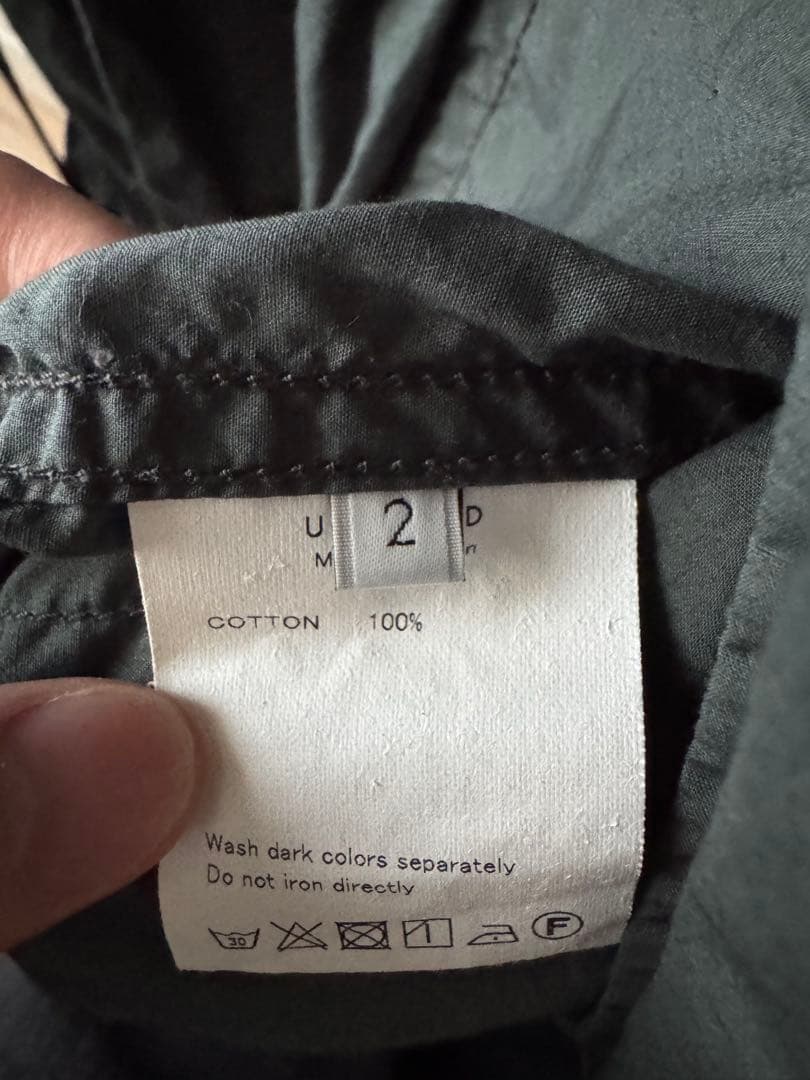 2
COTTON 100%
Wash dark colors separately
Do not iron directly
30
F